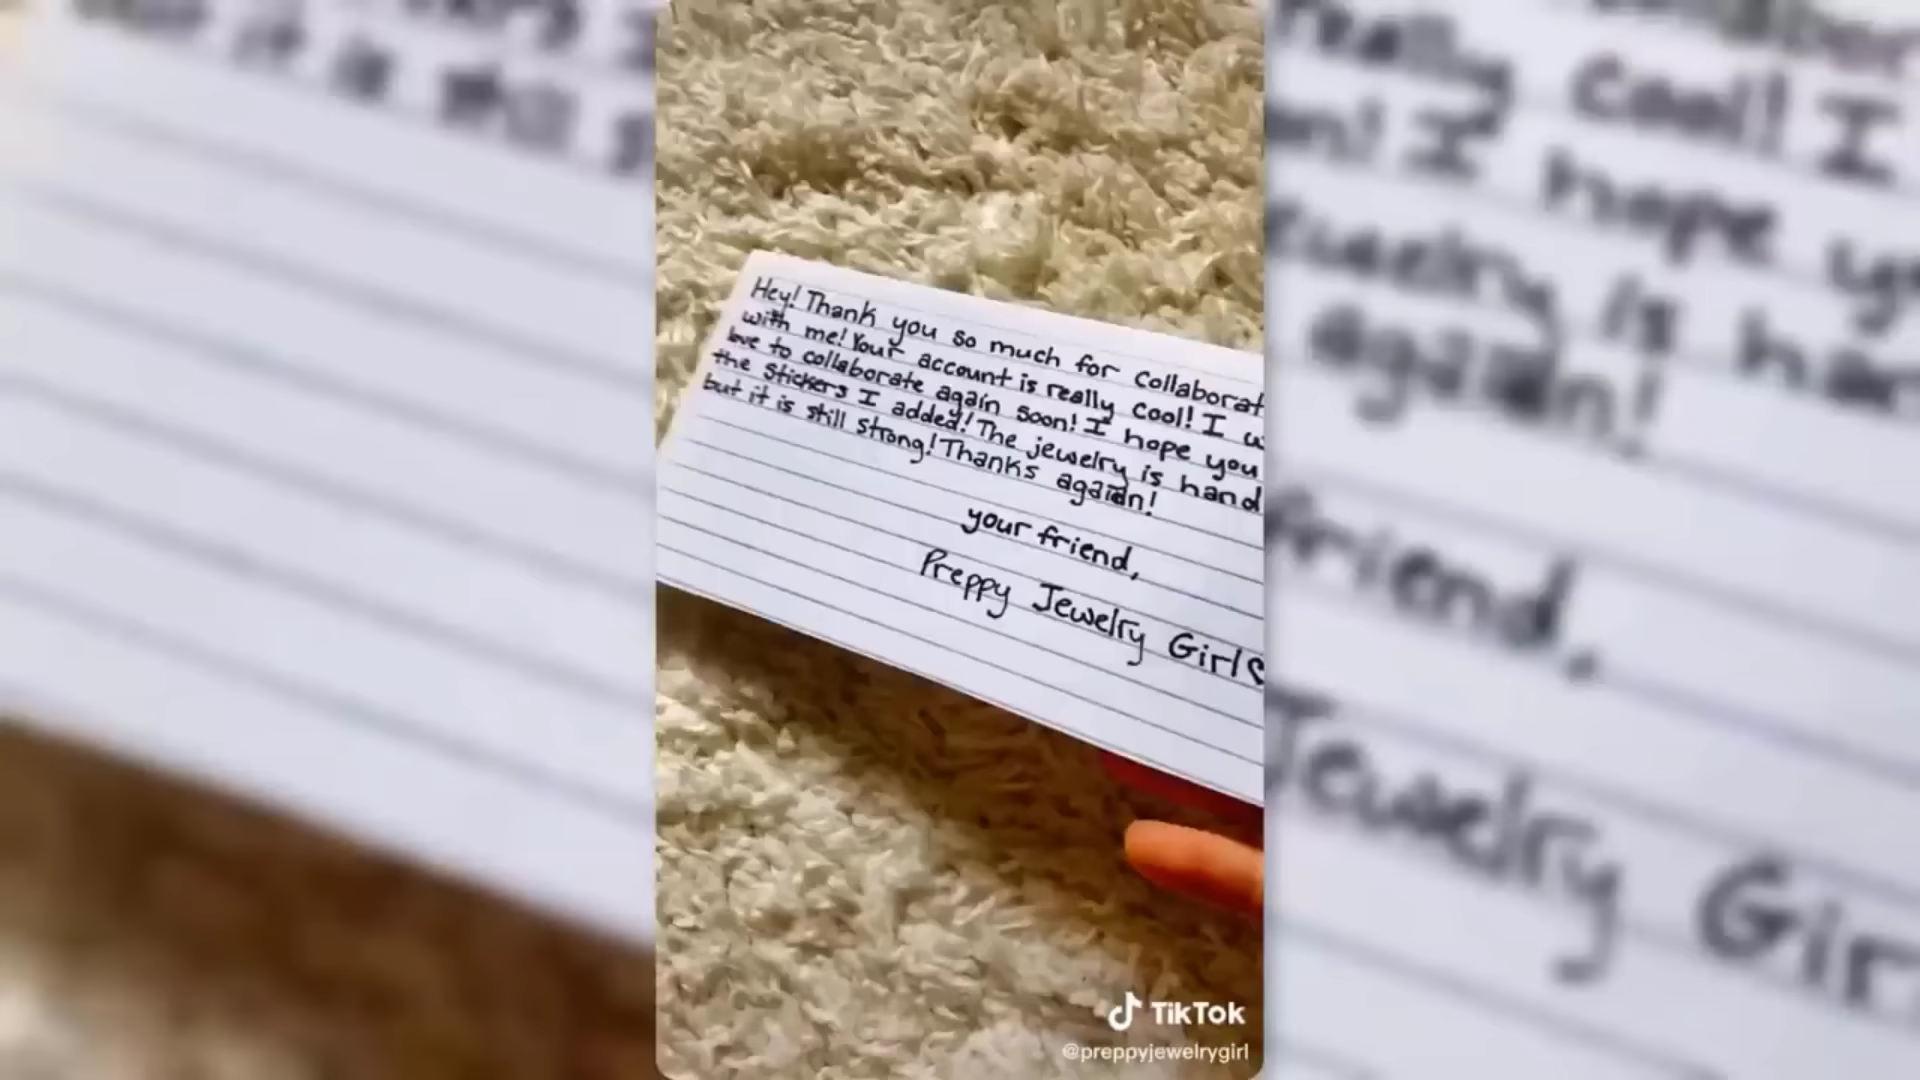 Hey! Thank you so much for collaborat
with me! Your account is really cool! I w
love to collaborate again soon! I hope you
the stickers I added! The jewelry is hand
but it is still strong! Thanks agaian!
your friend,
Preppy Jewelry Girl
TikTok
@preppyjewelrygirl